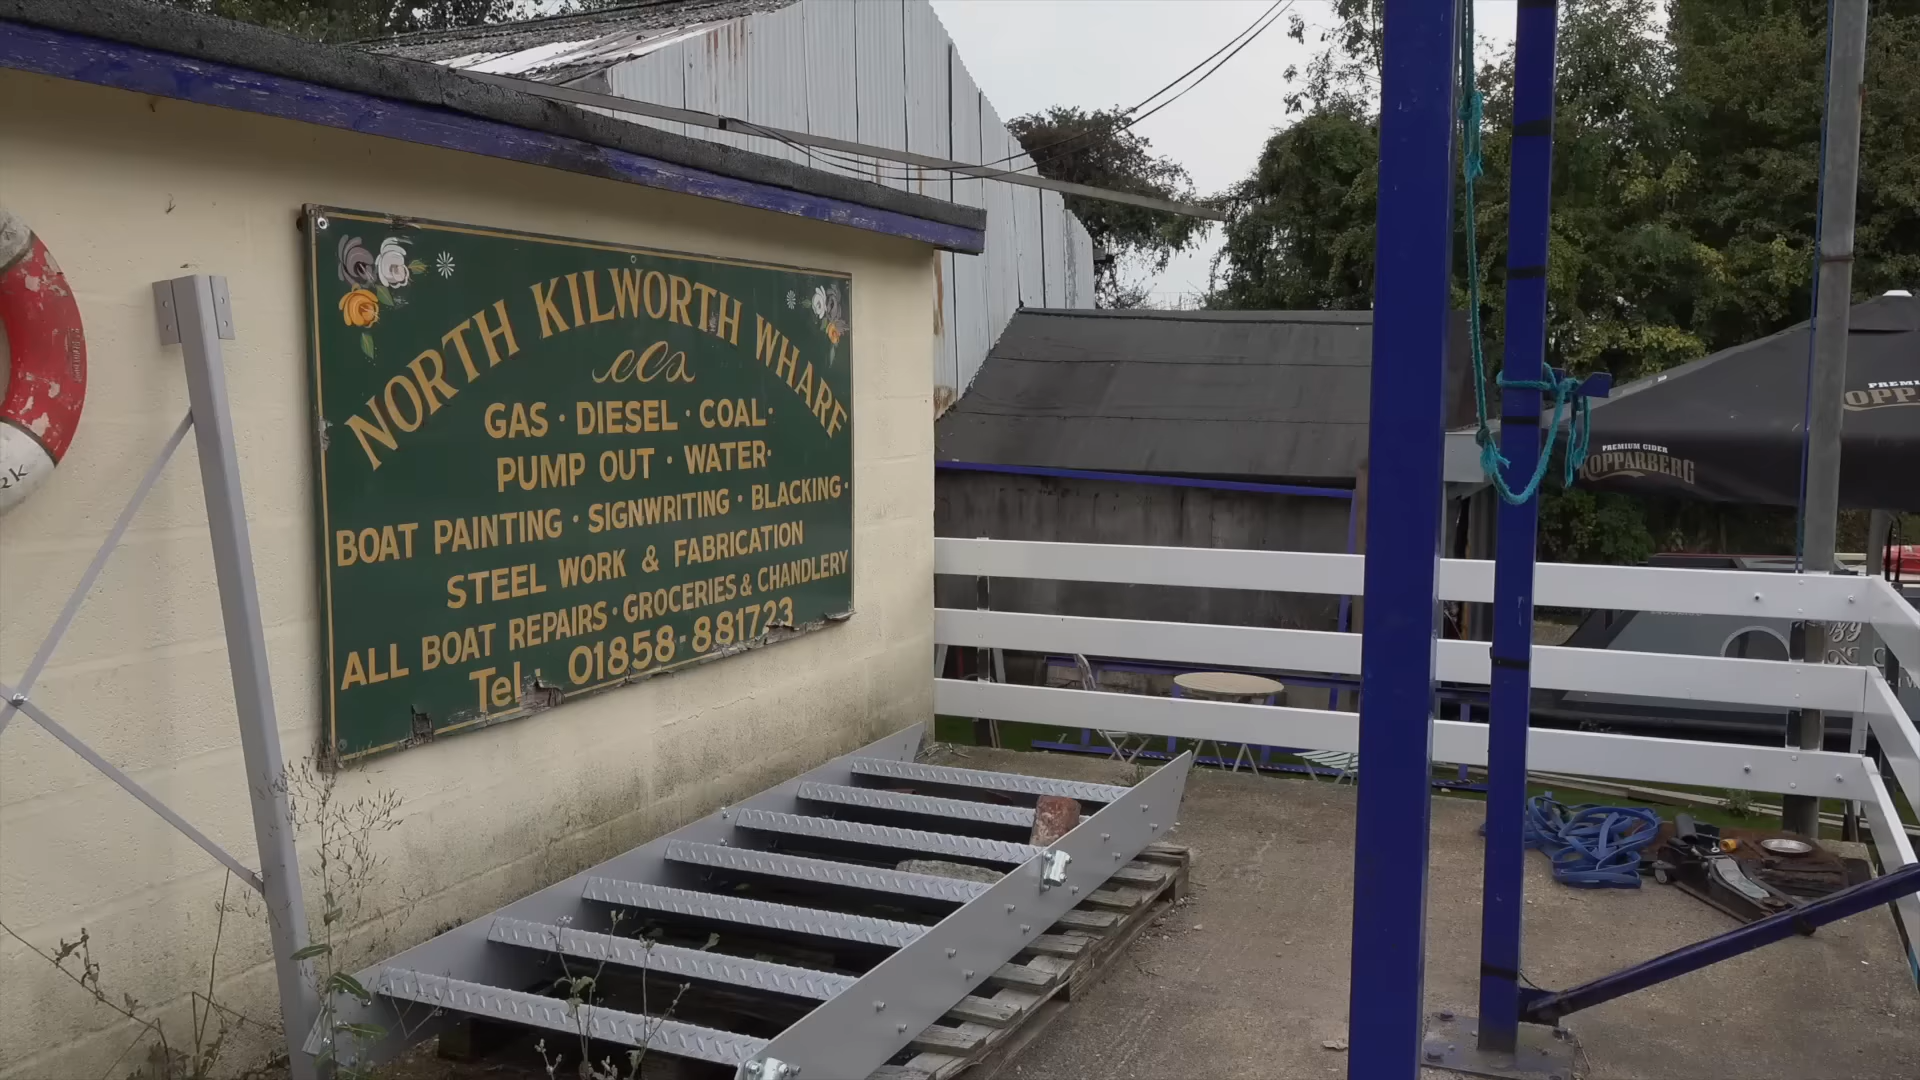 NORTH KILWORTH WHARF
GAS · DIESEL · COAL ·
PUMP OUT · WATER ·
BOAT PAINTING · SIGNWRITING · BLACKING ·
STEEL WORK & FABRICATION
ALL BOAT REPAIRS · GROCERIES & CHANDLERY
Tel: 01858-881723
PREMIUM CIDER
KOPPARBERG